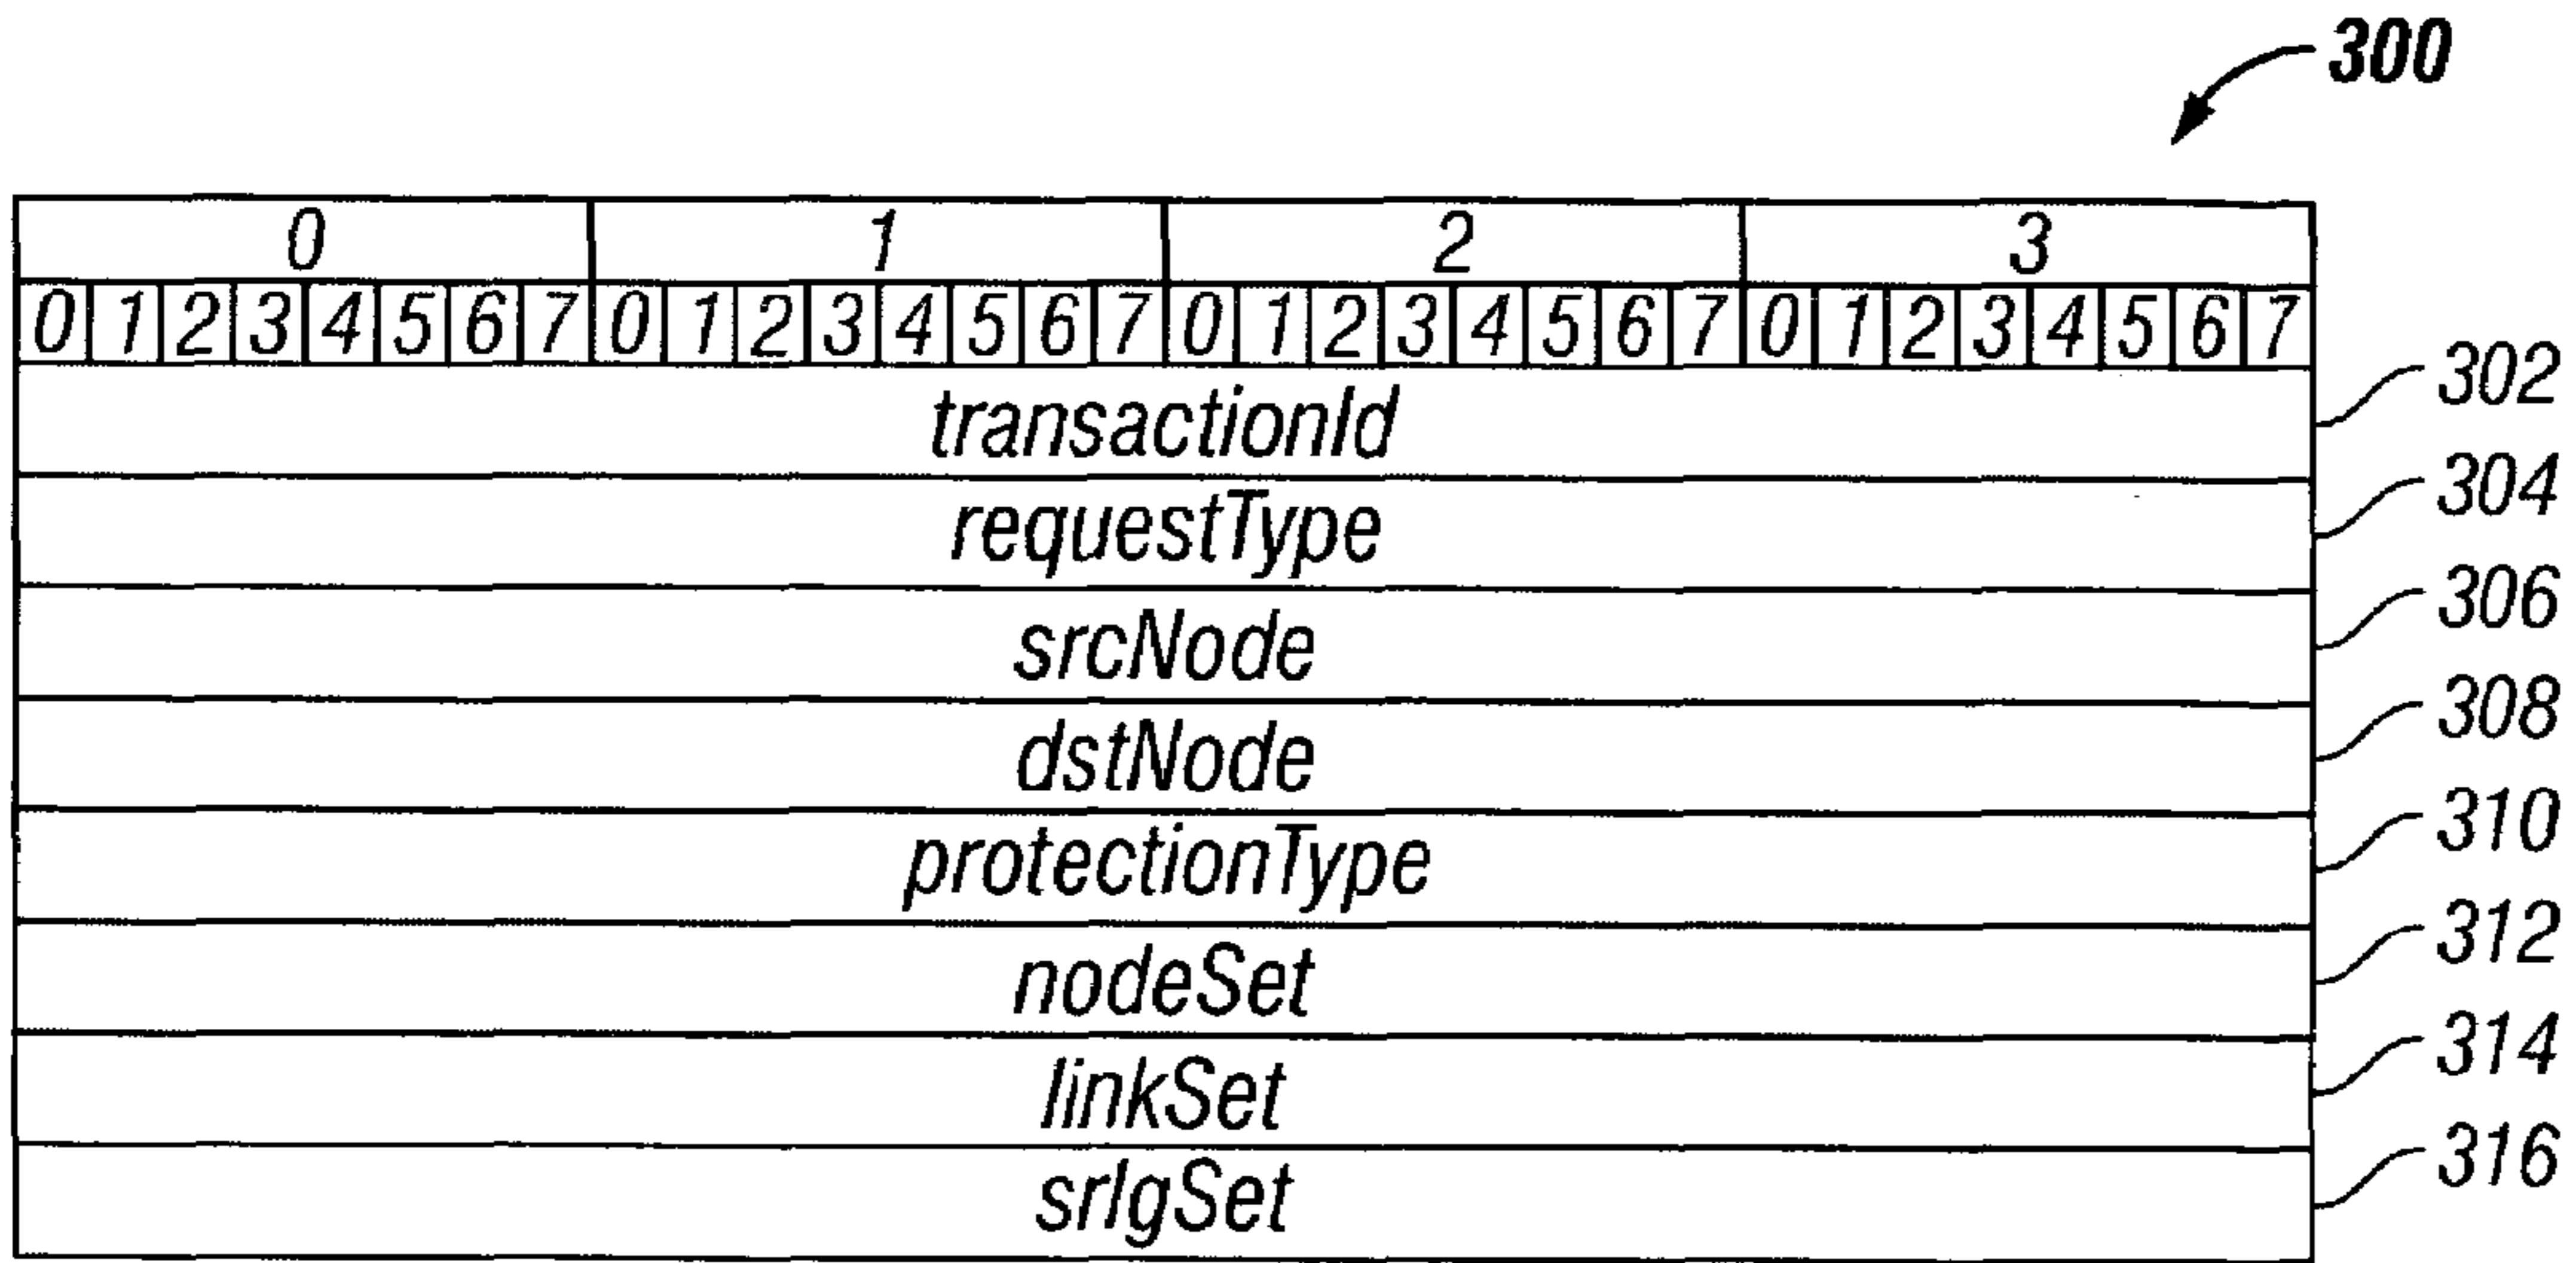 300
0 1 2 3
0 1 2 3 4 5 6 7 0 1 2 3 4 5 6 7 0 1 2 3 4 5 6 7 0 1 2 3 4 5 6 7
transactionId 302
requestType 304
srcNode 306
dstNode 308
protectionType 310
nodeSet 312
linkSet 314
srlgSet 316